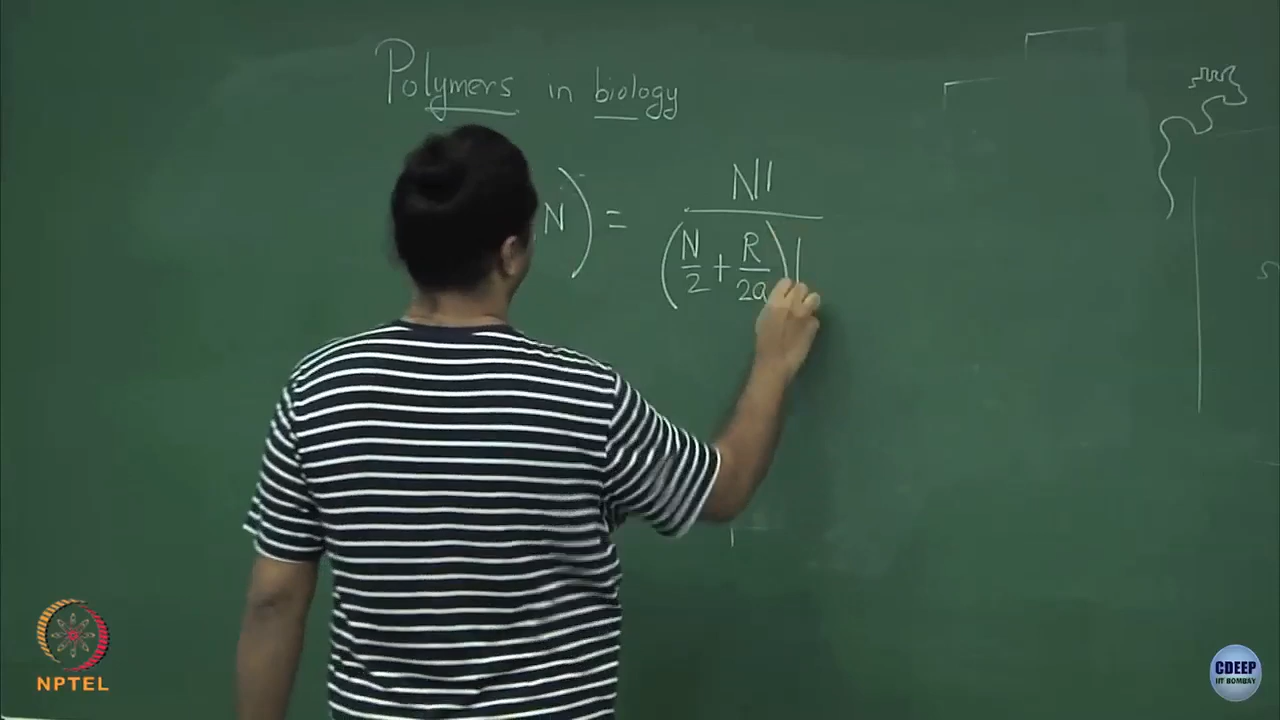 Polymers in biology
N) = N!
(N/2 + R/2a)!
NPTEL
CDEEP
IIT BOMBAY